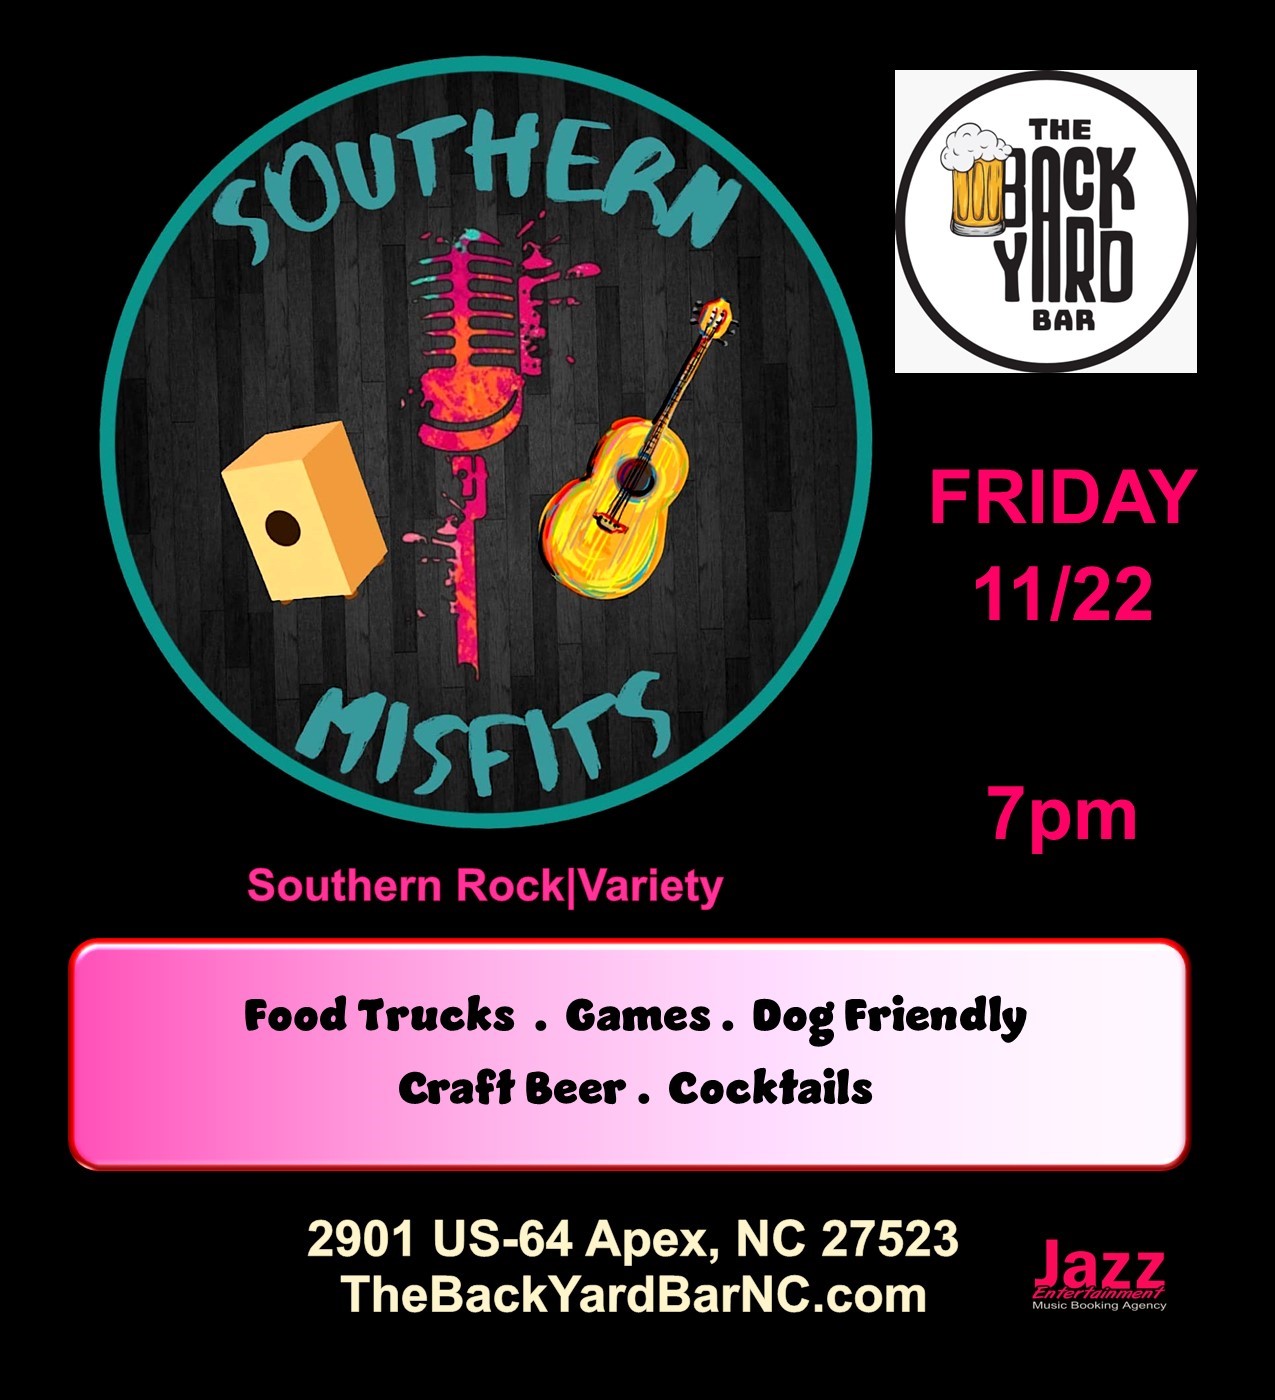 SOUTHERN
MISFITS
THE
BACK
YARD
BAR
FRIDAY
11/22
7pm
Southern Rock|Variety
Food Trucks . Games . Dog Friendly
Craft Beer . Cocktails
2901 US-64 Apex, NC 27523
TheBackYardBarNC.com
Jazz
Entertainment
Music Booking Agency